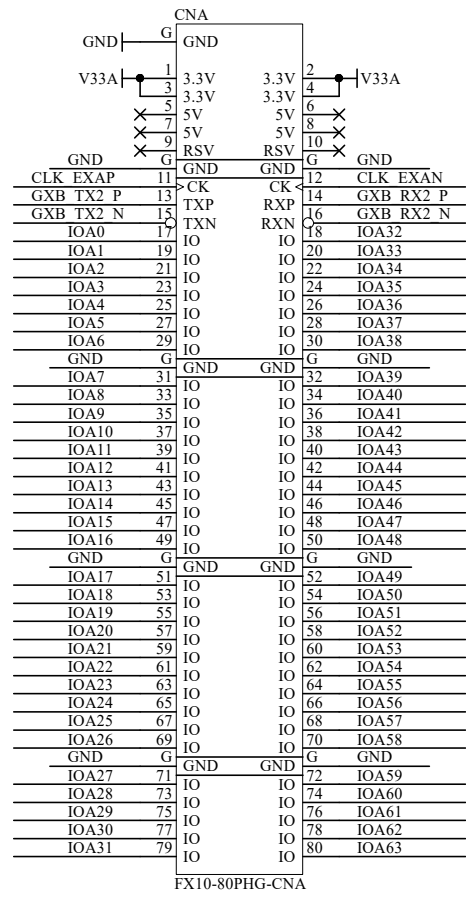 CNA
GND G GND
V33A 1 3.3V 3.3V 2 V33A
3 3.3V 3.3V 4
5 5V 5V 6
7 5V 5V 8
9 RSV RSV 10
GND G GND GND G GND
CLK_EXAP 11 CK CK 12 CLK_EXAN
GXB_TX2_P 13 TXP RXP 14 GXB_RX2_P
GXB_TX2_N 15 TXN RXN 16 GXB_RX2_N
IOA0 17 IO IO 18 IOA32
IOA1 19 IO IO 20 IOA33
IOA2 21 IO IO 22 IOA34
IOA3 23 IO IO 24 IOA35
IOA4 25 IO IO 26 IOA36
IOA5 27 IO IO 28 IOA37
IOA6 29 IO IO 30 IOA38
GND G GND GND G GND
IOA7 31 IO IO 32 IOA39
IOA8 33 IO IO 34 IOA40
IOA9 35 IO IO 36 IOA41
IOA10 37 IO IO 38 IOA42
IOA11 39 IO IO 40 IOA43
IOA12 41 IO IO 42 IOA44
IOA13 43 IO IO 44 IOA45
IOA14 45 IO IO 46 IOA46
IOA15 47 IO IO 48 IOA47
IOA16 49 IO IO 50 IOA48
GND G GND GND G GND
IOA17 51 IO IO 52 IOA49
IOA18 53 IO IO 54 IOA50
IOA19 55 IO IO 56 IOA51
IOA20 57 IO IO 58 IOA52
IOA21 59 IO IO 60 IOA53
IOA22 61 IO IO 62 IOA54
IOA23 63 IO IO 64 IOA55
IOA24 65 IO IO 66 IOA56
IOA25 67 IO IO 68 IOA57
IOA26 69 IO IO 70 IOA58
GND G GND GND G GND
IOA27 71 IO IO 72 IOA59
IOA28 73 IO IO 74 IOA60
IOA29 75 IO IO 76 IOA61
IOA30 77 IO IO 78 IOA62
IOA31 79 IO IO 80 IOA63
FX10-80PHG-CNA